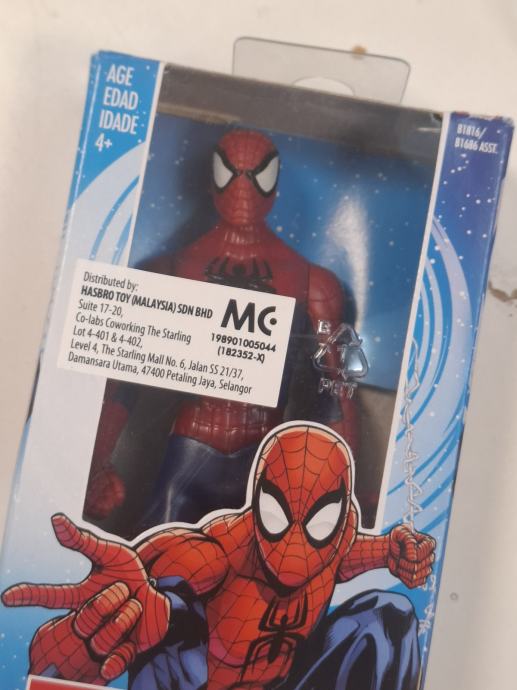 AGE
EDAD
IDADE
4+
B1816/
B1686 ASST.
Distributed by:
HASBRO TOY (MALAYSIA) SDN BHD
Suite 17-20,
Co-labs Coworking The Starling
Lot 4-401 & 4-402,
Level 4, The Starling Mall No. 6, Jalan SS 21/37,
Damansara Utama, 47400 Petaling Jaya, Selangor
MC
198901005044
(182352-X)